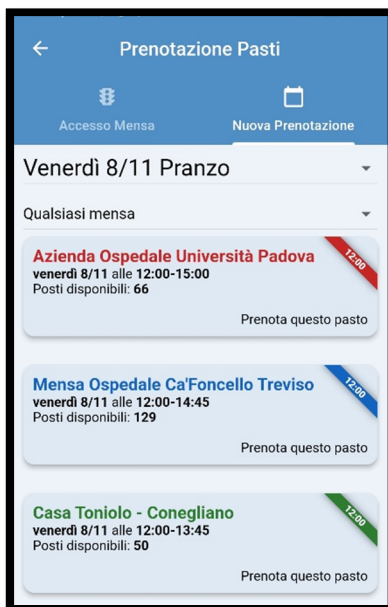 Prenotazione Pasti
Accesso Mensa
Nuova Prenotazione
Venerdì 8/11 Pranzo
Qualsiasi mensa
Azienda Ospedale Università Padova
12:00
venerdì 8/11 alle 12:00-15:00
Posti disponibili: 66
Prenota questo pasto
Mensa Ospedale Ca'Foncello Treviso
12:00
venerdì 8/11 alle 12:00-14:45
Posti disponibili: 129
Prenota questo pasto
Casa Toniolo - Conegliano
12:00
venerdì 8/11 alle 12:00-13:45
Posti disponibili: 50
Prenota questo pasto